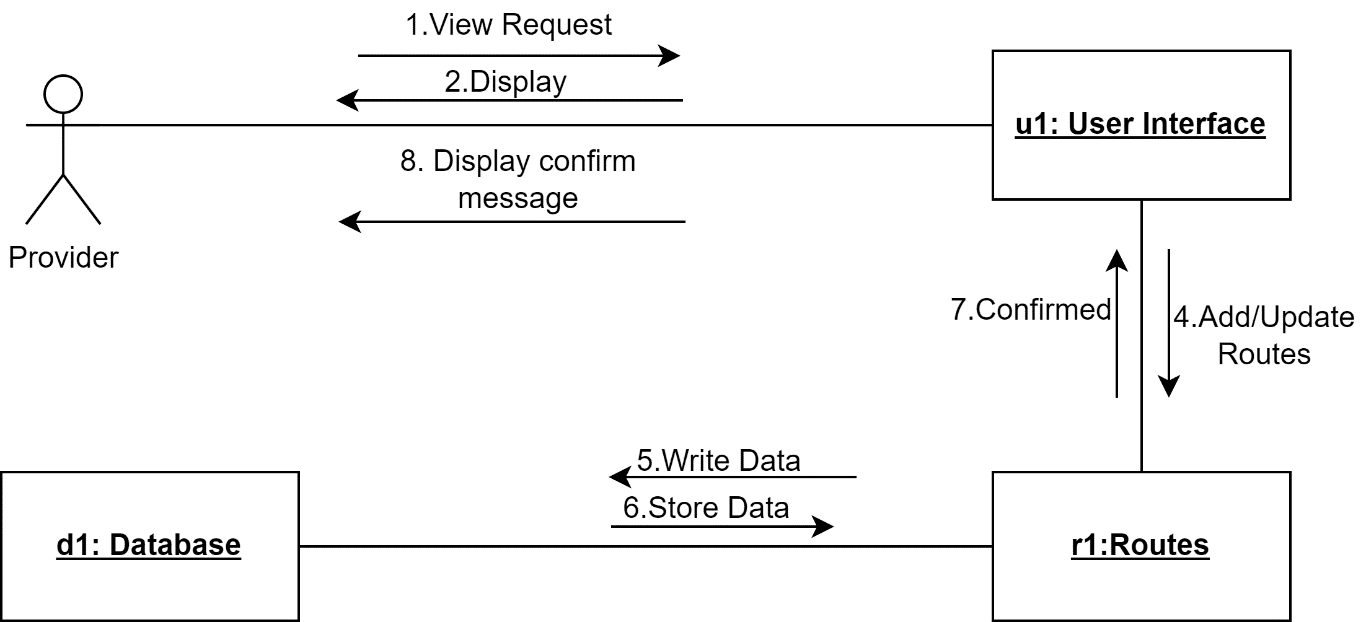 1.View Request
2.Display
u1: User Interface
8. Display confirm
message
Provider
7.Confirmed
4.Add/Update
Routes
5.Write Data
6.Store Data
d1: Database
r1:Routes